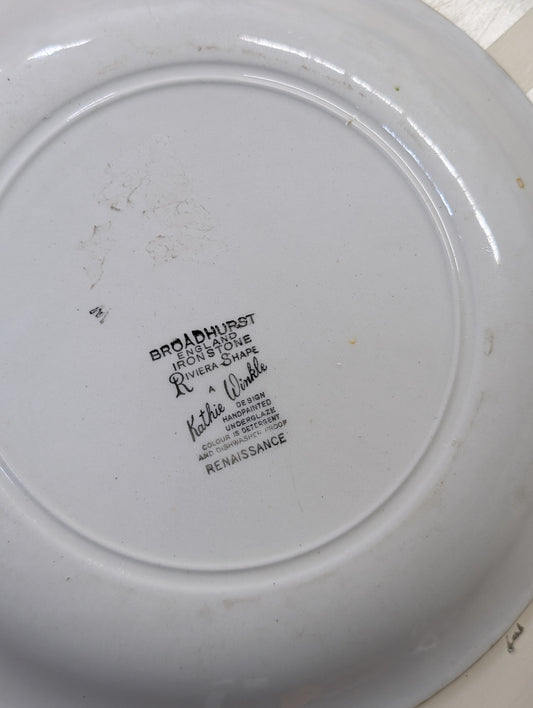 BROADHURST
ENGLAND
IRONSTONE
RIVIERA SHAPE
A
Kathie Winkle
DESIGN
HANDPAINTED
UNDERGLAZE
COLOUR IS DETERGENT
AND DISHWASHER PROOF
RENAISSANCE